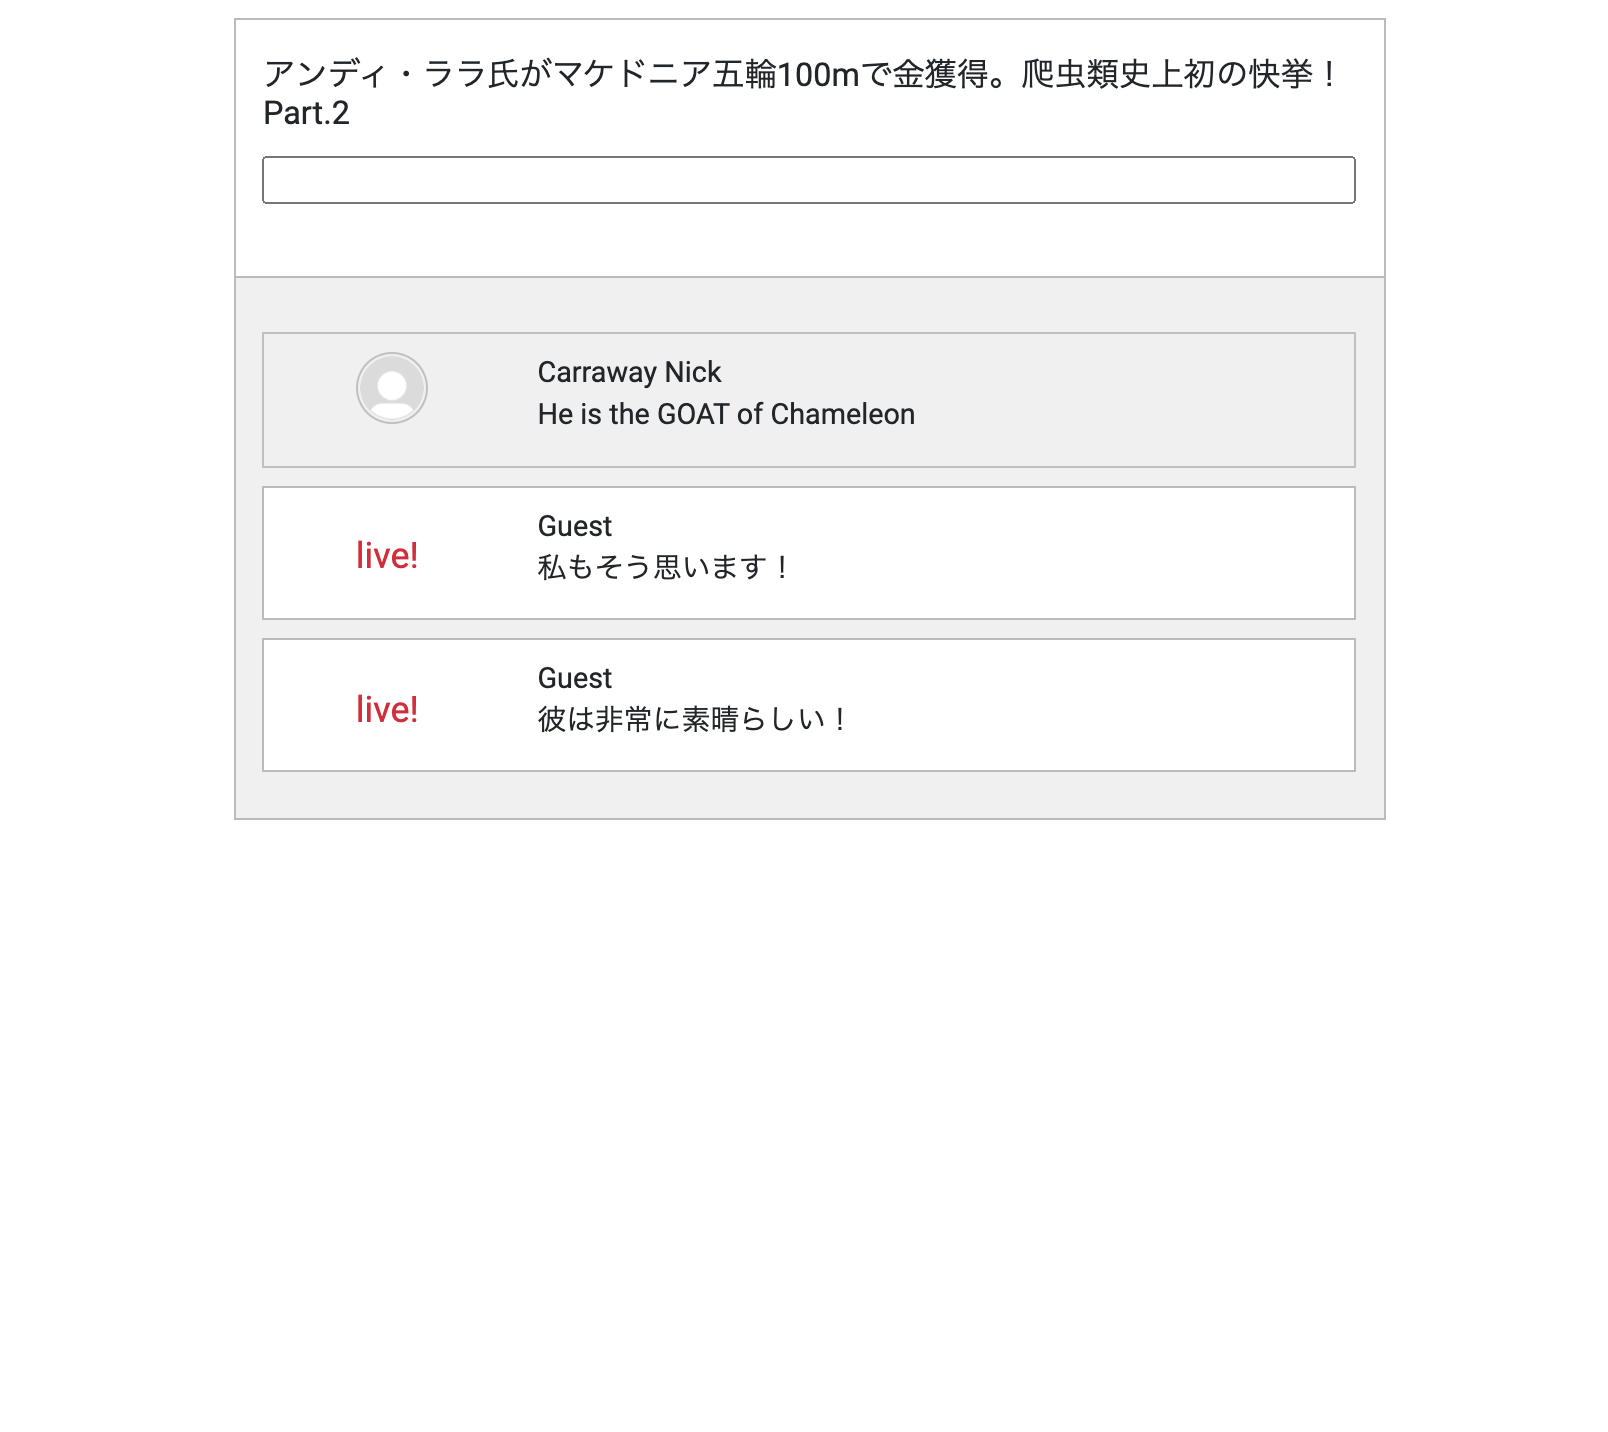 アンディ・ララ氏がマケドニア五輪100mで金獲得。爬虫類史上初の快挙！
Part.2
Carraway Nick
He is the GOAT of Chameleon
live!
Guest
私もそう思います！
live!
Guest
彼は非常に素晴らしい！